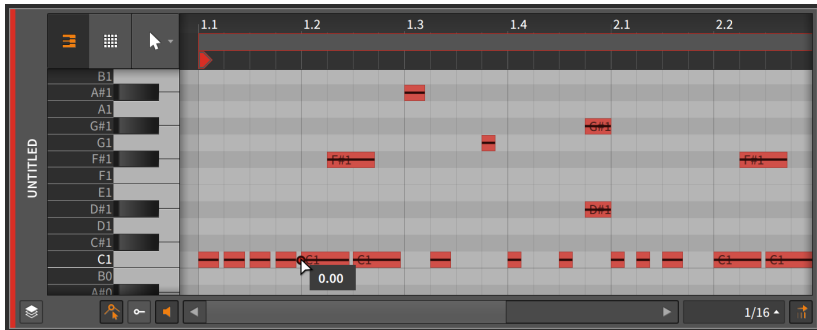 1.1 1.2 1.3 1.4 2.1 2.2
B1
A#1
A1
G#1 G#1
G1
F#1 F#1 F#1
F1
E1
D#1 D#1
D1
C#1
C1 C1 C1 C1 C1
B0
0.00
A#0
UNTITLED
1/16